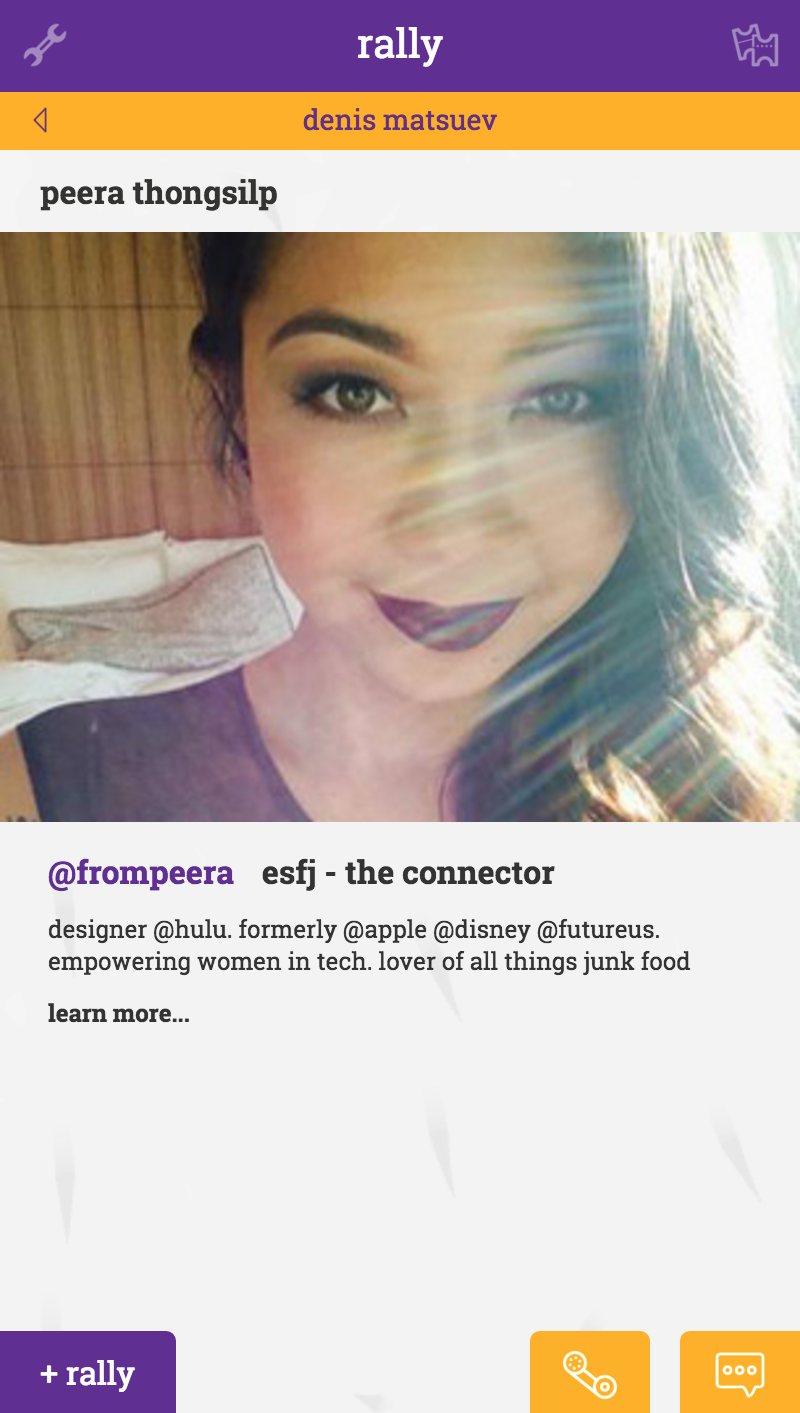 rally
denis matsuev
peera thongsilp
@frompeera esfj - the connector
designer @hulu. formerly @apple @disney @futureus.
empowering women in tech. lover of all things junk food
learn more...
+ rally